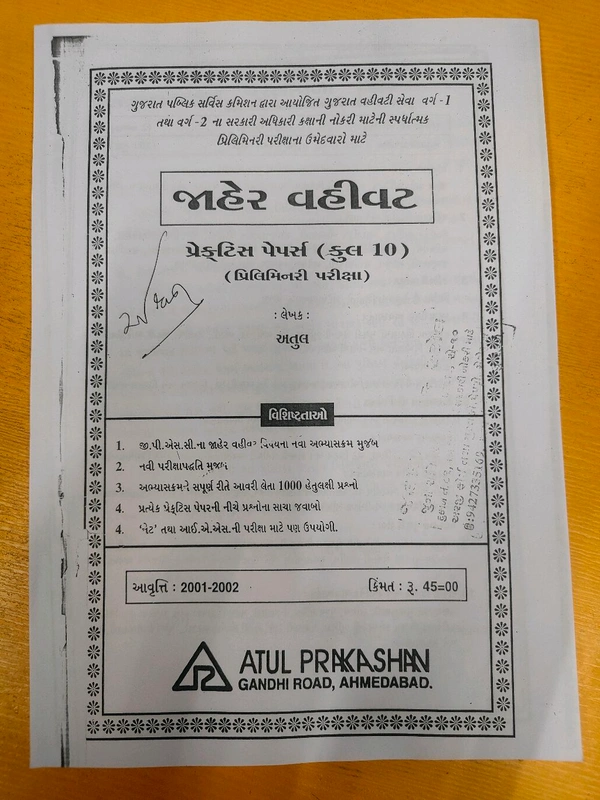 ગુજરાત પબ્લિક સર્વિસ કમિશન દ્વારા આયોજિત ગુજરાત વહીવટી સેવા વર્ગ-1
તથા વર્ગ-2 ના સરકારી અધિકારી કક્ષાની નોકરી માટેની સ્પર્ધાત્મક
પ્રિલિમિનરી પરીક્ષાના ઉમેદવારો માટે
જાહેર વહીવટ
પ્રેક્ટિસ પેપર્સ (કુલ 10)
(પ્રિલિમિનરી પરીક્ષા)
: લેખક :
અતુલ
વિશિષ્ટતાઓ
1. જી.પી.એસ.સી.ના જાહેર વહીવટ વિષયના નવા અભ્યાસક્રમ મુજબ
2. નવી પરીક્ષાપદ્ધતિ મુજબ
3. અભ્યાસક્રમને સંપૂર્ણ રીતે આવરી લેતા 1000 હેતુલક્ષી પ્રશ્નો
4. પ્રત્યેક પ્રેક્ટિસ પેપરની નીચે પ્રશ્નોના સાચા જવાબો
4. 'નેટ' તથા આઈ.એ.એસ.ની પરીક્ષા માટે પણ ઉપયોગી.
આવૃત્તિ : 2001-2002
કિંમત : રૂ. 45=00
ATUL PRAKASHAN
GANDHI ROAD, AHMEDABAD.